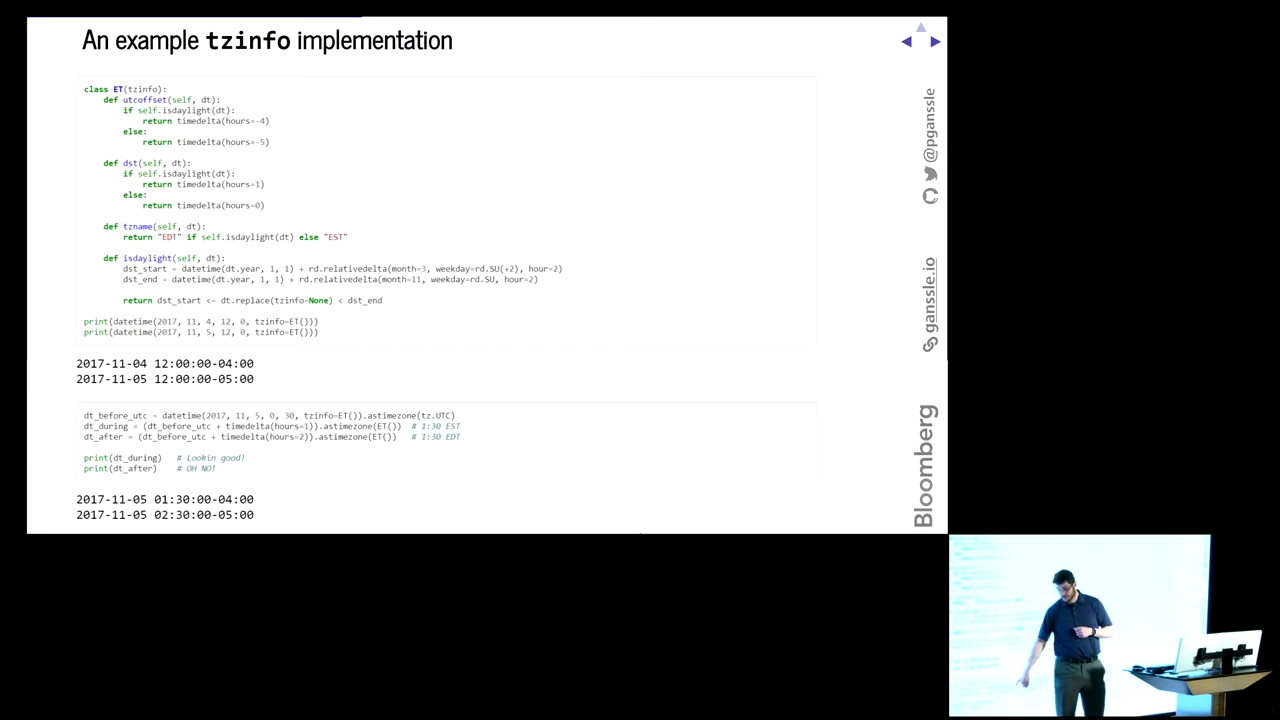 An example tzinfo implementation
class ET(tzinfo):
    def utcoffset(self, dt):
        if self.isdaylight(dt):
            return timedelta(hours=-4)
        else:
            return timedelta(hours=-5)
    def dst(self, dt):
        if self.isdaylight(dt):
            return timedelta(hours=1)
        else:
            return timedelta(hours=0)
    def tzname(self, dt):
        return "EDT" if self.isdaylight(dt) else "EST"
    def isdaylight(self, dt):
        dst_start = datetime(dt.year, 1, 1) + rd.relativedelta(month=3, weekday=rd.SU(+2), hour=2)
        dst_end = datetime(dt.year, 1, 1) + rd.relativedelta(month=11, weekday=rd.SU, hour=2)
        return dst_start <= dt.replace(tzinfo=None) < dst_end
print(datetime(2017, 11, 4, 12, 0, tzinfo=ET()))
print(datetime(2017, 11, 5, 12, 0, tzinfo=ET()))
2017-11-04 12:00:00-04:00
2017-11-05 12:00:00-05:00
dt_before_utc = datetime(2017, 11, 5, 0, 30, tzinfo=ET()).astimezone(tz.UTC)
dt_during = (dt_before_utc + timedelta(hours=1)).astimezone(ET())  # 1:30 EST
dt_after = (dt_before_utc + timedelta(hours=2)).astimezone(ET())   # 1:30 EDT
print(dt_during)   # Lookin good!
print(dt_after)    # OH NO!
2017-11-05 01:30:00-04:00
2017-11-05 02:30:00-05:00
@pganssle
ganssle.io
Bloomberg